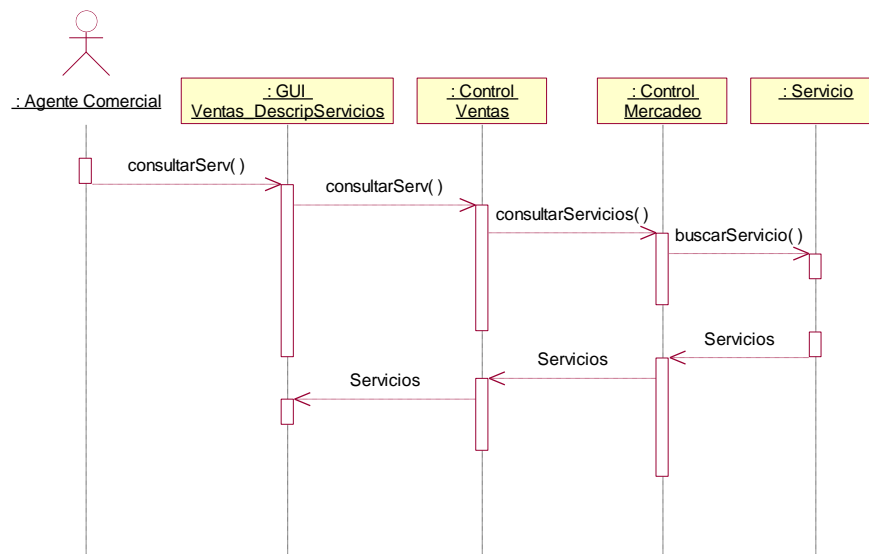 : Agente Comercial
: GUI
Ventas_DescripServicios
: Control
Ventas
: Control
Mercadeo
: Servicio
consultarServ( )
consultarServ( )
consultarServicios( )
buscarServicio( )
Servicios
Servicios
Servicios